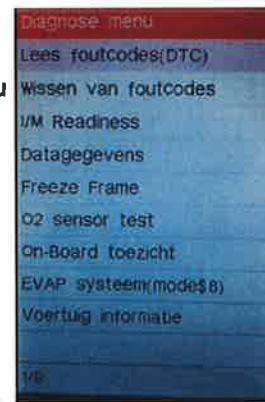 Diagnose menu
Lees foutcodes(DTC)
u
Wissen van foutcodes
I/M Readiness
Datagegevens
Freeze Frame
O2 sensor test
On-Board toezicht
EVAP systeem(mode$8)
Voertuig informatie
1/9